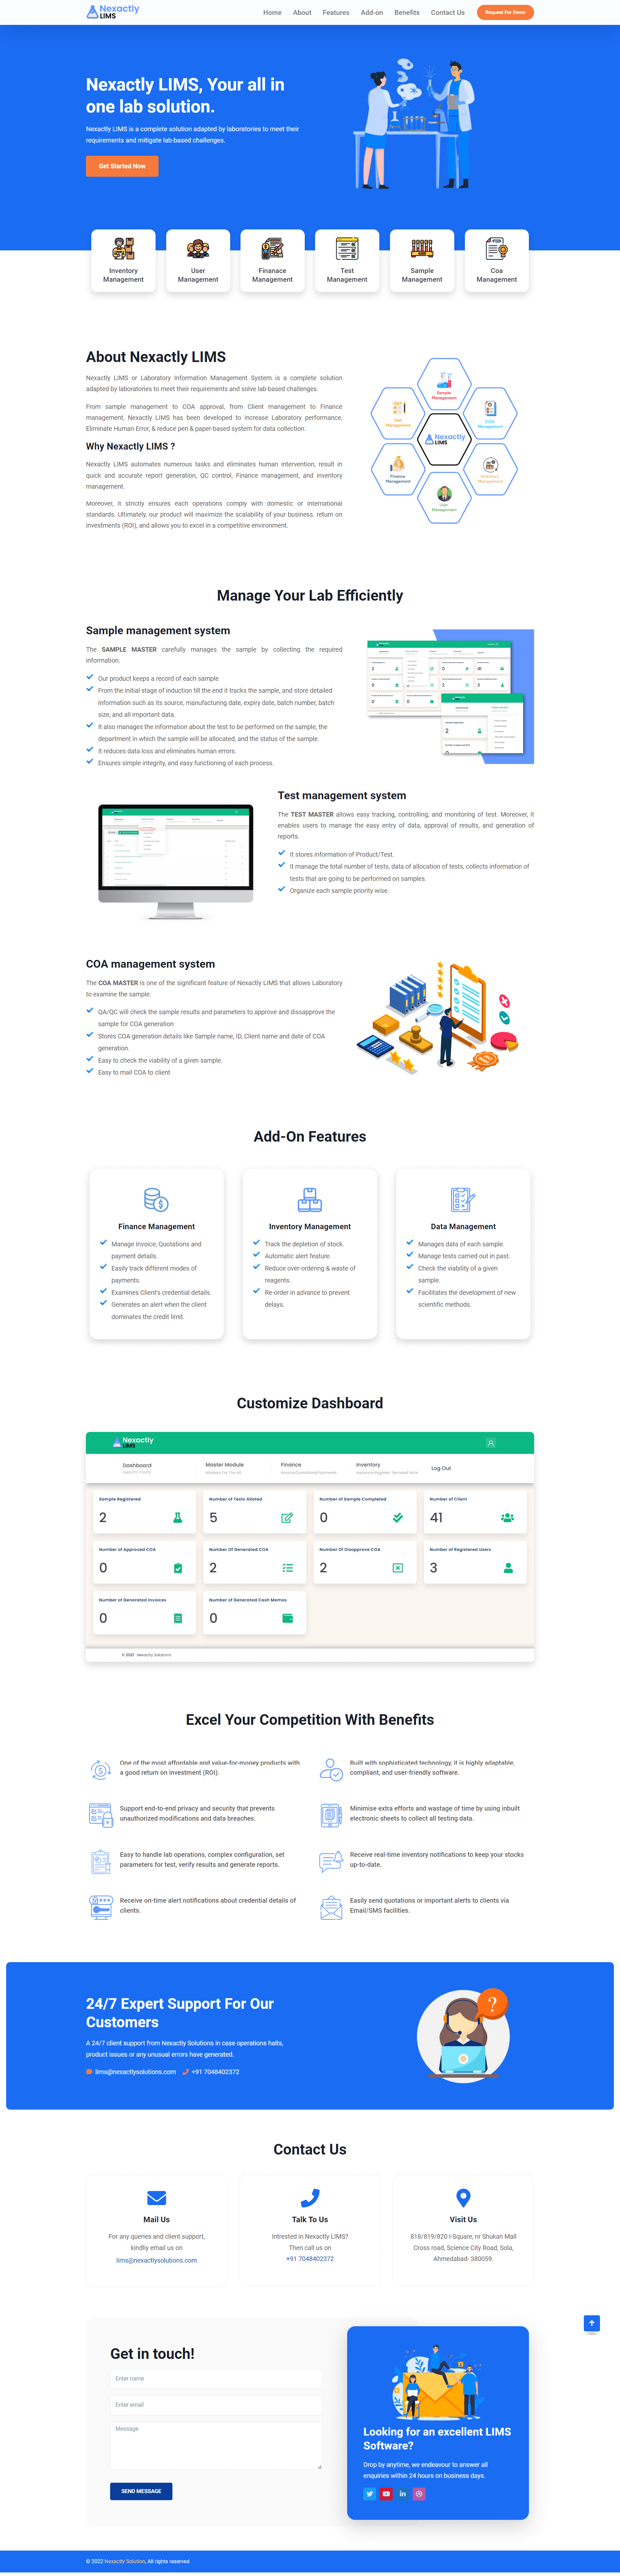 Nexactly
LIMS
Home About Features Add-on Benefits Contact Us Request For Demo
Nexactly LIMS, Your all in
one lab solution.
Nexactly LIMS is a complete solution adapted by laboratories to meet their
requirements and mitigate lab-based challenges.
Get Started Now
Inventory
Management
User
Management
Finanace
Management
Test
Management
Sample
Management
Coa
Management
About Nexactly LIMS
Nexactly LIMS or Laboratory Information Management System is a complete solution
adapted by laboratories to meet their requirements and solve lab-based challenges.
From sample management to COA approval, from Client management to Finance
management, Nexactly LIMS has been developed to increase Laboratory performance,
Eliminate Human Error, & reduce pen & paper-based system for data collection.
Why Nexactly LIMS ?
Nexactly LIMS automates numerous tasks and eliminates human intervention, result in
quick and accurate report generation, QC control, Finance management, and inventory
management.
Moreover, it strictly ensures each operations comply with domestic or international
standards. Ultimately, our product will maximize the scalability of your business, return on
investments (ROI), and allows you to excel in a competitive environment.
Sample
Management
Test
Management
COA
Management
Nexactly
LIMS
Finance
Management
Inventory
Management
User
Management
Manage Your Lab Efficiently
Sample management system
The SAMPLE MASTER carefully manages the sample by collecting the required
information.
Our product keeps a record of each sample
From the initial stage of induction till the end it tracks the sample, and store detailed
information such as its source, manufacturing date, expiry date, batch number, batch
size, and all important data.
It also manages the information about the test to be performed on the sample, the
department in which the sample will be allocated, and the status of the sample.
It reduces data loss and eliminates human errors.
Ensures simple integrity, and easy functioning of each process.
Test management system
The TEST MASTER allows easy tracking, controlling, and monitoring of test. Moreover, it
enables users to manage the easy entry of data, approval of results, and generation of
reports.
It stores information of Product/Test.
It manage the total number of tests, data of allocation of tests, collects information of
tests that are going to be performed on samples.
Organize each sample priority wise.
COA management system
The COA MASTER is one of the significant feature of Nexactly LIMS that allows Laboratory
to examine the sample.
QA/QC will check the sample results and parameters to approve and dissapprove the
sample for COA generation
Stores COA generation details like Sample name, ID, Client name and date of COA
generation.
Easy to check the viability of a given sample.
Easy to mail COA to client
Add-On Features
Finance Management
Manage Invoice, Quotations and
payment details.
Easily track different modes of
payments.
Examines Client's credential details.
Generates an alert when the client
dominates the credit limit.
Inventory Management
Track the depletion of stock.
Automatic alert feature.
Reduce over-ordering & waste of
reagents.
Re-order in advance to prevent
delays.
Data Management
Manages data of each sample.
Manage tests carried out in past.
Check the viability of a given
sample.
Facilitates the development of new
scientific methods.
Customize Dashboard
Nexactly
LIMS
Dashboard Master Module Finance Inventory Log Out
Sample Registered
2
Number of Tests Alloted
5
Number of Sample Completed
0
Number of Client
41
Number of Approved COA
0
Number Of Generated COA
2
Number Of Disapprove COA
2
Number of Registered Users
3
Number of Generated Invoices
0
Number of Generated Cash Memos
0
Nexactly Solutions
Excel Your Competition With Benefits
One of the most affordable and value-for-money products with
a good return on investment (ROI).
Built with sophisticated technology, it is highly adaptable,
compliant, and user-friendly software.
Support end-to-end privacy and security that prevents
unauthorized modifications and data breaches.
Minimise extra efforts and wastage of time by using inbuilt
electronic sheets to collect all testing data.
Easy to handle lab operations, complex configuration, set
parameters for test, verify results and generate reports.
Receive real-time inventory notifications to keep your stocks
up-to-date.
Receive on-time alert notifications about credential details of
clients.
Easily send quotations or important alerts to clients via
Email/SMS facilities.
24/7 Expert Support For Our
Customers
A 24/7 client support from Nexactly Solutions in case operations halts,
product issues or any unusual errors have generated.
lims@nexactlysolutions.com +91 7048402372
?
Contact Us
Mail Us
For any queries and client support,
kindliy email us on
lims@nexactlysolutions.com
Talk To Us
Intrested in Nexactly LIMS?
Then call us on
+91 7048402372
Visit Us
818/819/820 I-Square, nr Shukan Mall
Cross road, Science City Road, Sola,
Ahmedabad- 380059.
Get in touch!
Enter name
Enter email
Message
SEND MESSAGE
Looking for an excellent LIMS
Software?
Drop by anytime, we endeavour to answer all
enquiries within 24 hours on business days.
© 2022 Nexactly Solution, All rights reserved